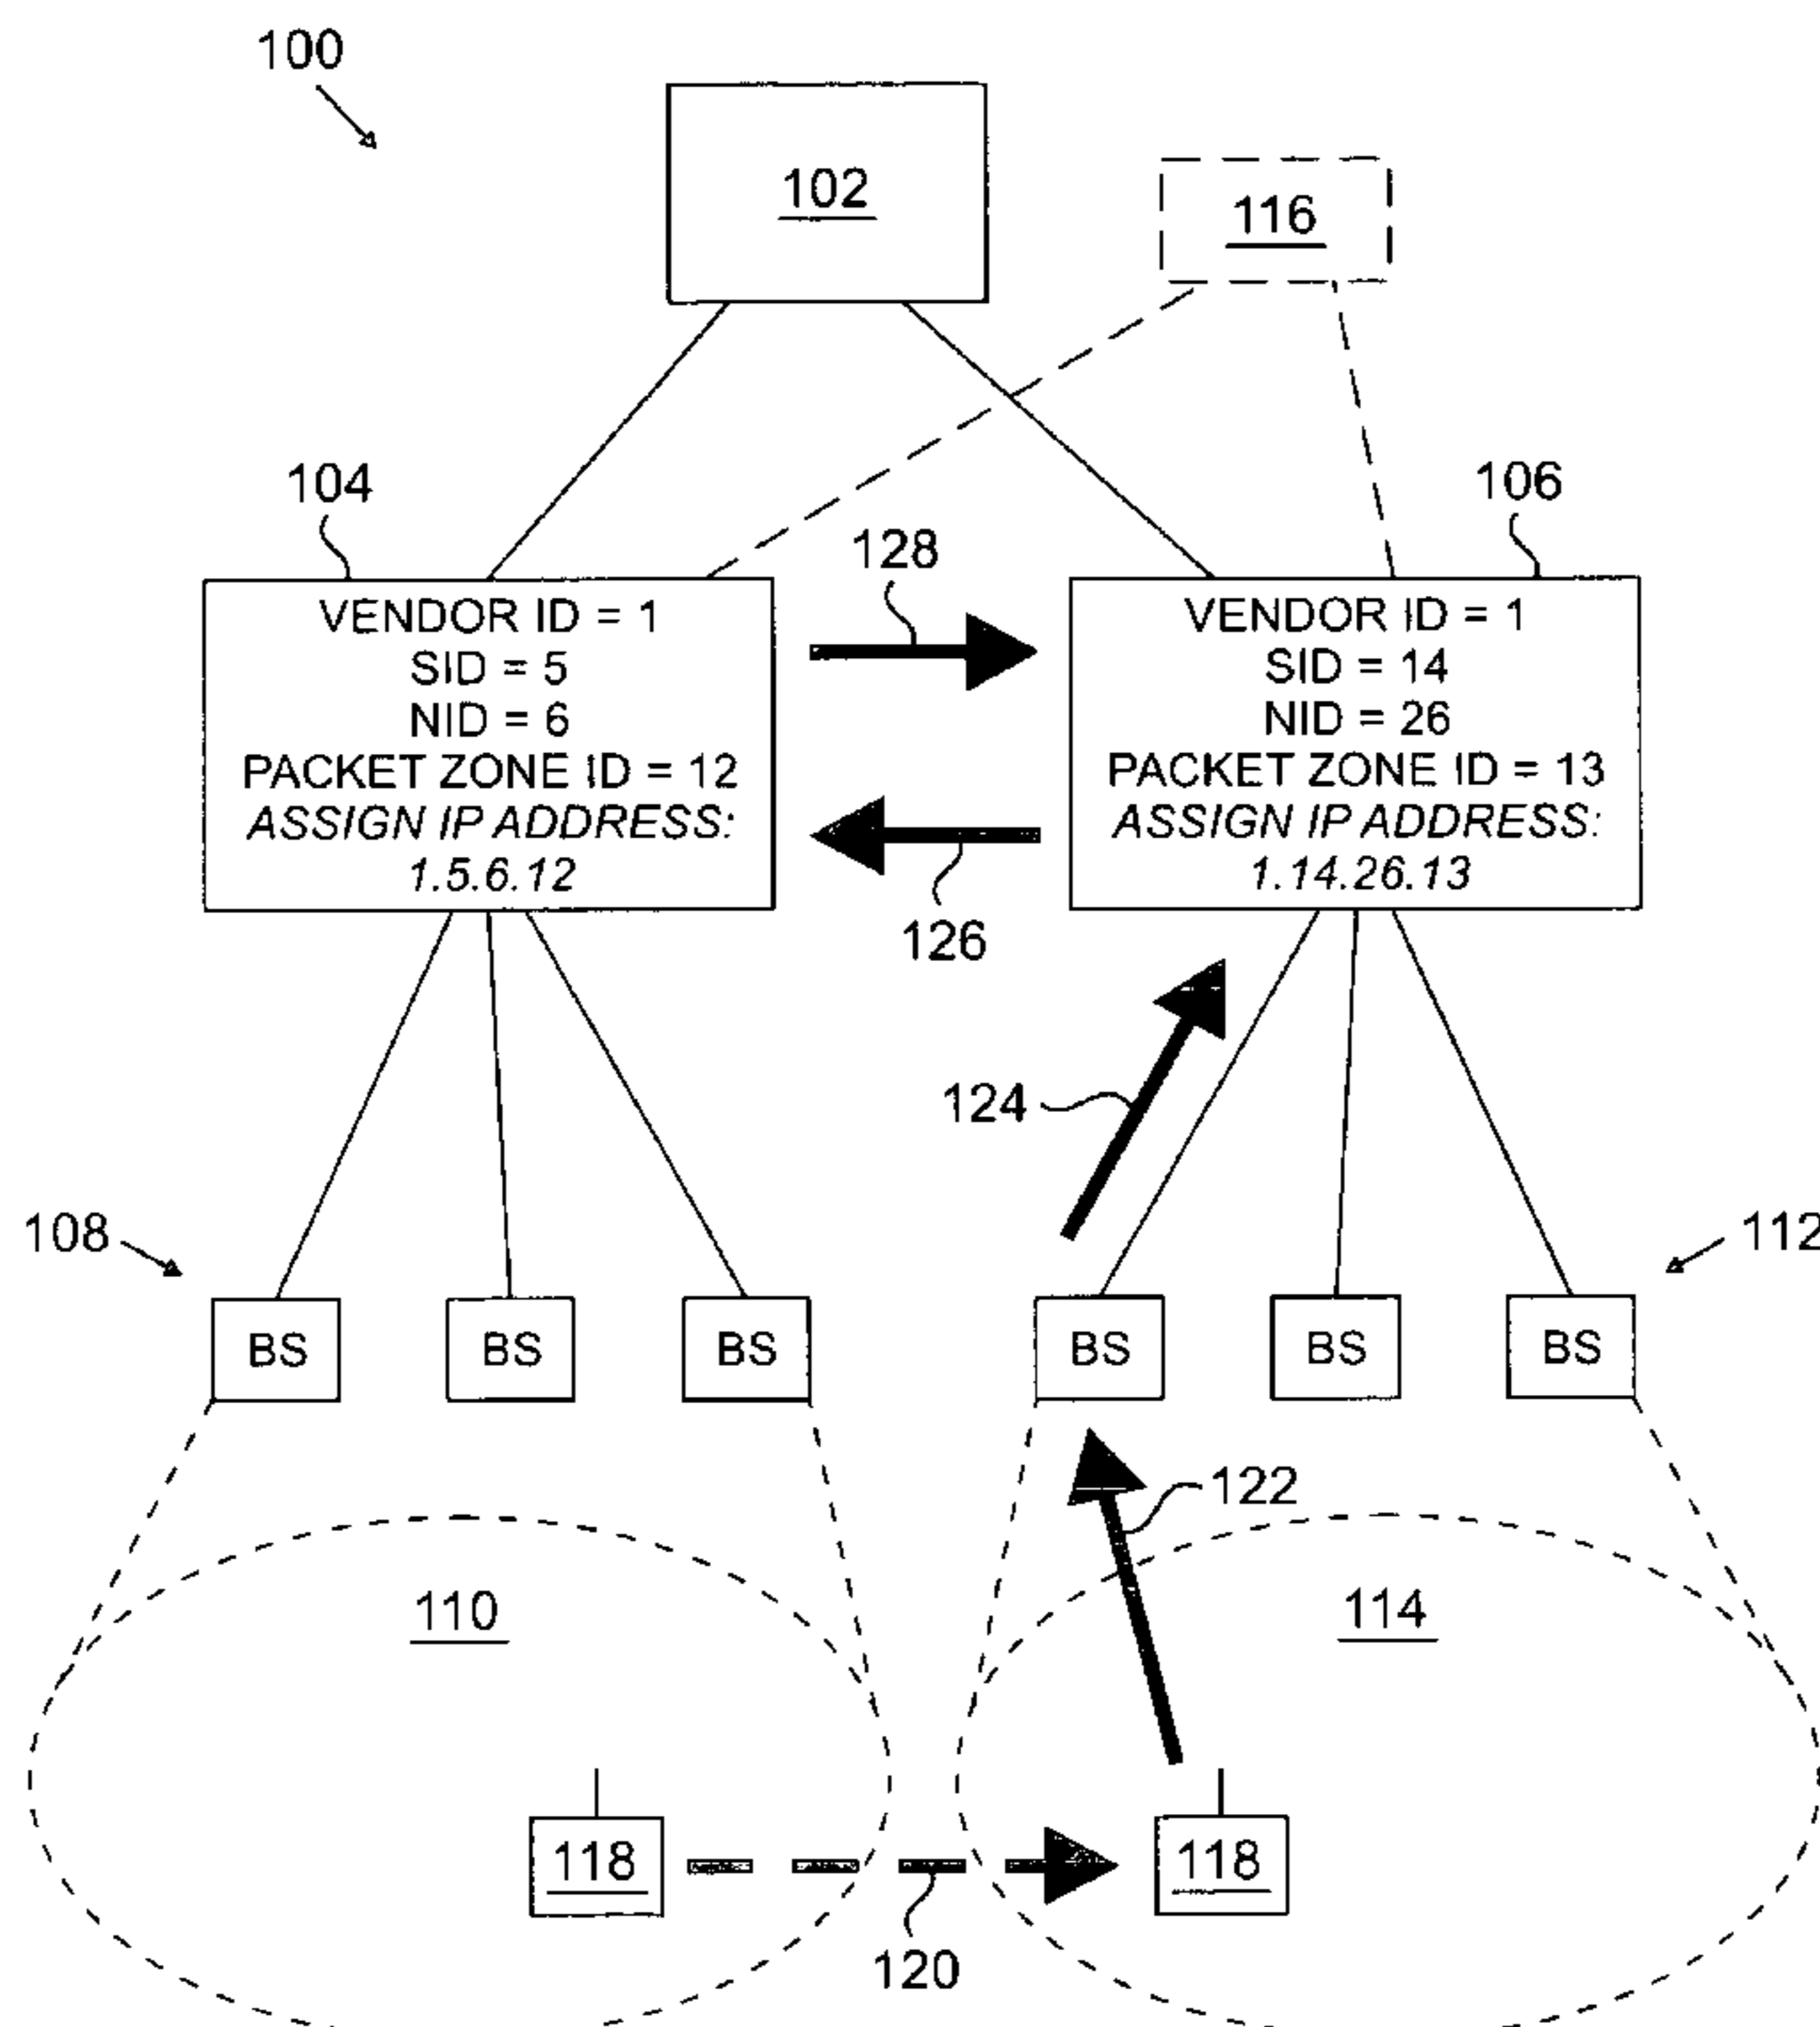 100
102
116
104
106
128
VENDOR ID = 1
SID = 5
NID = 6
PACKET ZONE ID = 12
ASSIGN IP ADDRESS:
1.5.6.12
VENDOR ID = 1
SID = 14
NID = 26
PACKET ZONE ID = 13
ASSIGN IP ADDRESS:
1.14.26.13
126
124
108
112
BS
BS
BS
BS
BS
BS
122
110
114
118
118
120